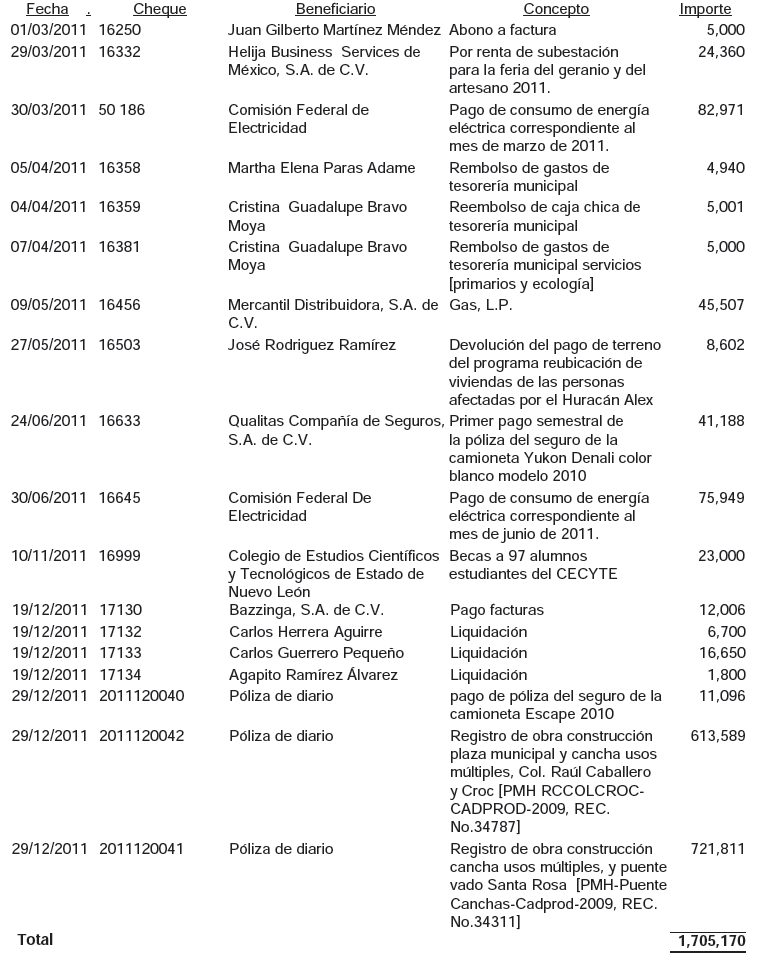 Fecha . Cheque Beneficiario Concepto Importe
01/03/2011 16250 Juan Gilberto Martínez Méndez Abono a factura 5,000
29/03/2011 16332 Helija Business Services de Por renta de subestación 24,360
México, S.A. de C.V. para la feria del geranio y del
artesano 2011.
30/03/2011 50 186 Comisión Federal de Pago de consumo de energía 82,971
Electricidad eléctrica correspondiente al
mes de marzo de 2011.
05/04/2011 16358 Martha Elena Paras Adame Rembolso de gastos de 4,940
tesorería municipal
04/04/2011 16359 Cristina Guadalupe Bravo Reembolso de caja chica de 5,001
Moya tesorería municipal
07/04/2011 16381 Cristina Guadalupe Bravo Rembolso de gastos de 5,000
Moya tesorería municipal servicios
[primarios y ecología]
09/05/2011 16456 Mercantil Distribuidora, S.A. de Gas, L.P. 45,507
C.V.
27/05/2011 16503 José Rodriguez Ramírez Devolución del pago de terreno 8,602
del programa reubicación de
viviendas de las personas
afectadas por el Huracán Alex
24/06/2011 16633 Qualitas Compañía de Seguros, Primer pago semestral de 41,188
S.A. de C.V. la póliza del seguro de la
camioneta Yukon Denali color
blanco modelo 2010
30/06/2011 16645 Comisión Federal De Pago de consumo de energía 75,949
Electricidad eléctrica correspondiente al
mes de junio de 2011.
10/11/2011 16999 Colegio de Estudios Científicos Becas a 97 alumnos 23,000
y Tecnológicos de Estado de estudiantes del CECYTE
Nuevo León
19/12/2011 17130 Bazzinga, S.A. de C.V. Pago facturas 12,006
19/12/2011 17132 Carlos Herrera Aguirre Liquidación 6,700
19/12/2011 17133 Carlos Guerrero Pequeño Liquidación 16,650
19/12/2011 17134 Agapito Ramírez Álvarez Liquidación 1,800
29/12/2011 2011120040 Póliza de diario pago de póliza del seguro de la 11,096
camioneta Escape 2010
29/12/2011 2011120042 Póliza de diario Registro de obra construcción 613,589
plaza municipal y cancha usos
múltiples, Col. Raúl Caballero
y Croc [PMH RCCOLCROC-
CADPROD-2009, REC.
No.34787]
29/12/2011 2011120041 Póliza de diario Registro de obra construcción 721,811
cancha usos múltiples, y puente
vado Santa Rosa [PMH-Puente
Canchas-Cadprod-2009, REC.
No.34311]
Total 1,705,170